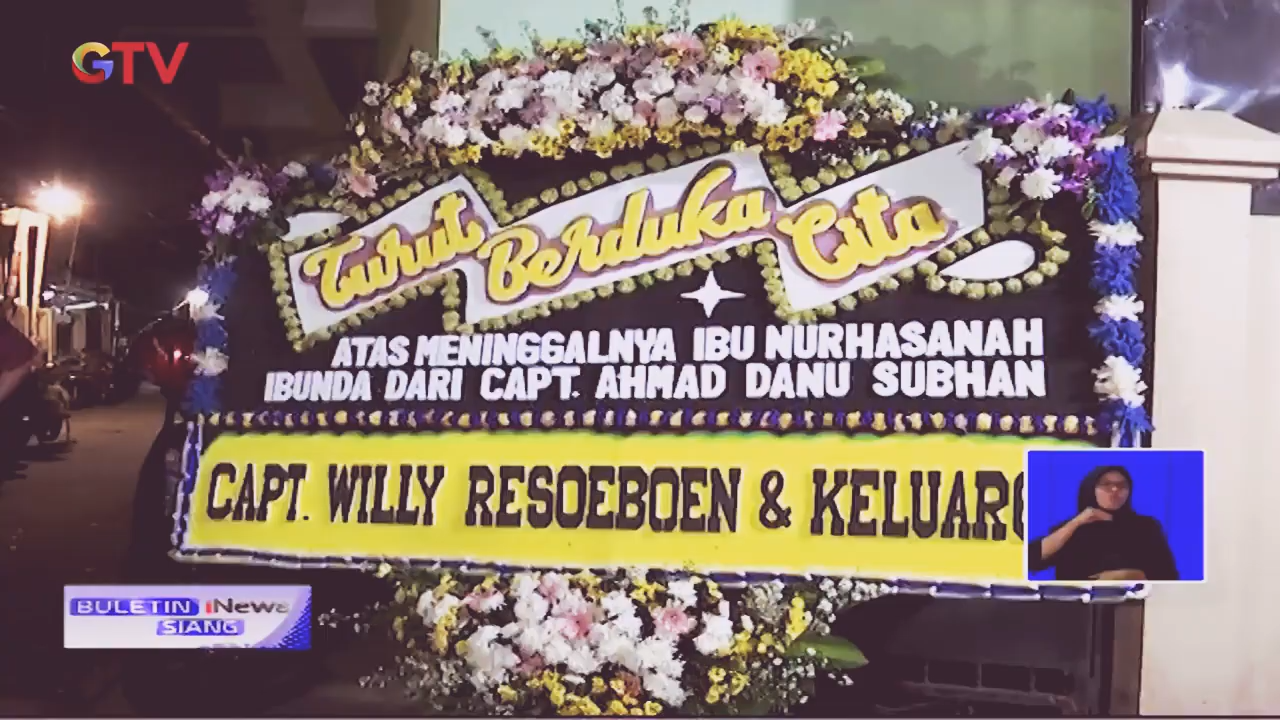 GTV
Turut Berduka Cita
ATAS MENINGGALNYA IBU NURHASANAH
IBUNDA DARI CAPT. AHMAD DANU SUBHAN
CAPT. WILLY RESOEBOEN &
BULETIN iNews
SIANG